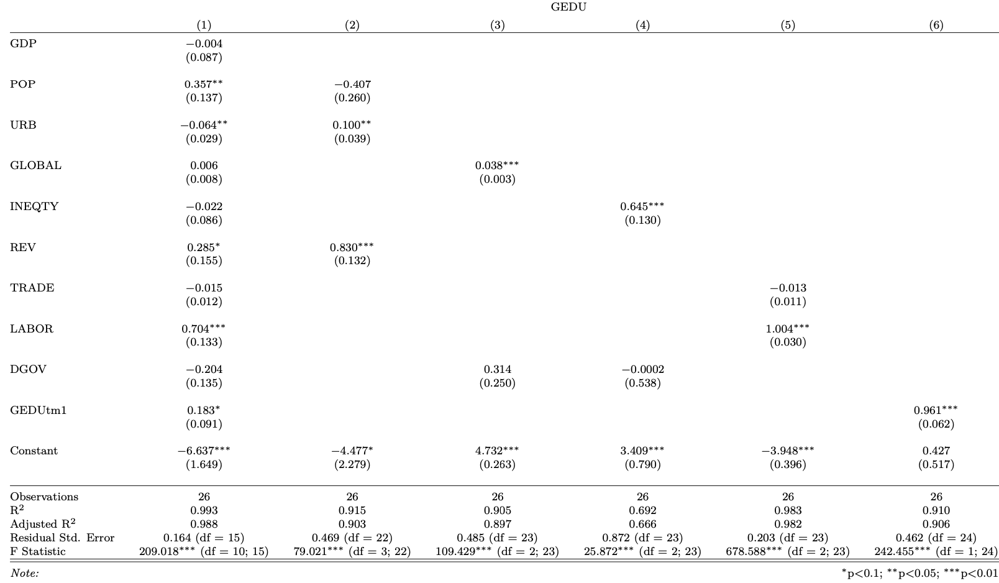 GEDU
(1) (2) (3) (4) (5) (6)
GDP −0.004
(0.087)
POP 0.357** −0.407
(0.137) (0.260)
URB −0.064** 0.100**
(0.029) (0.039)
GLOBAL 0.006 0.038***
(0.008) (0.003)
INEQTY −0.022 0.645***
(0.086) (0.130)
REV 0.285* 0.830***
(0.155) (0.132)
TRADE −0.015 −0.013
(0.012) (0.011)
LABOR 0.704*** 1.004***
(0.133) (0.030)
DGOV −0.204 0.314 −0.0002
(0.135) (0.250) (0.538)
GEDUtm1 0.183* 0.961***
(0.091) (0.062)
Constant −6.637*** −4.477* 4.732*** 3.409*** −3.948*** 0.427
(1.649) (2.279) (0.263) (0.790) (0.396) (0.517)
Observations 26 26 26 26 26 26
R² 0.993 0.915 0.905 0.692 0.983 0.910
Adjusted R² 0.988 0.903 0.897 0.666 0.982 0.906
Residual Std. Error 0.164 (df = 15) 0.469 (df = 22) 0.485 (df = 23) 0.872 (df = 23) 0.203 (df = 23) 0.462 (df = 24)
F Statistic 209.018*** (df = 10; 15) 79.021*** (df = 3; 22) 109.429*** (df = 2; 23) 25.872*** (df = 2; 23) 678.588*** (df = 2; 23) 242.455*** (df = 1; 24)
Note: *p<0.1; **p<0.05; ***p<0.01